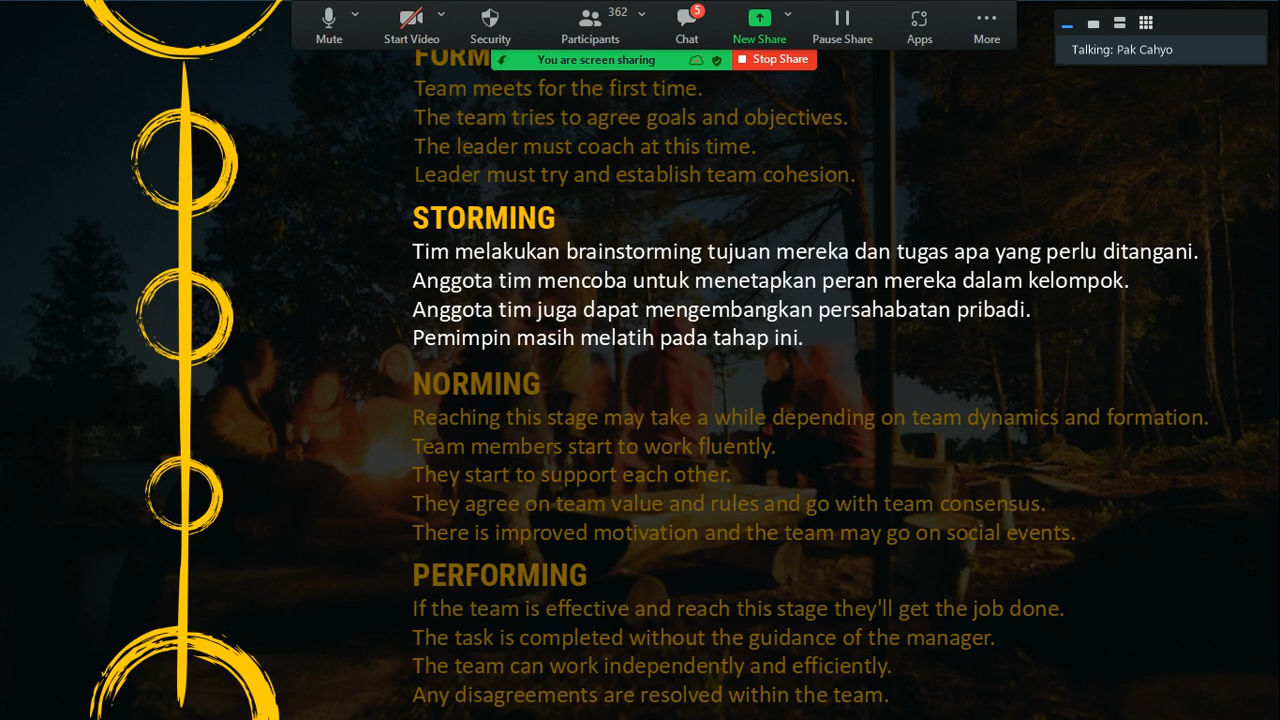 362
5
Mute
Start Video
Security
Participants
Chat
New Share
Pause Share
Apps
More
Talking: Pak Cahyo
You are screen sharing
Stop Share
FORM
Team meets for the first time.
The team tries to agree goals and objectives.
The leader must coach at this time.
Leader must try and establish team cohesion.
STORMING
Tim melakukan brainstorming tujuan mereka dan tugas apa yang perlu ditangani.
Anggota tim mencoba untuk menetapkan peran mereka dalam kelompok.
Anggota tim juga dapat mengembangkan persahabatan pribadi.
Pemimpin masih melatih pada tahap ini.
NORMING
Reaching this stage may take a while depending on team dynamics and formation.
Team members start to work fluently.
They start to support each other.
They agree on team value and rules and go with team consensus.
There is improved motivation and the team may go on social events.
PERFORMING
If the team is effective and reach this stage they'll get the job done.
The task is completed without the guidance of the manager.
The team can work independently and efficiently.
Any disagreements are resolved within the team.